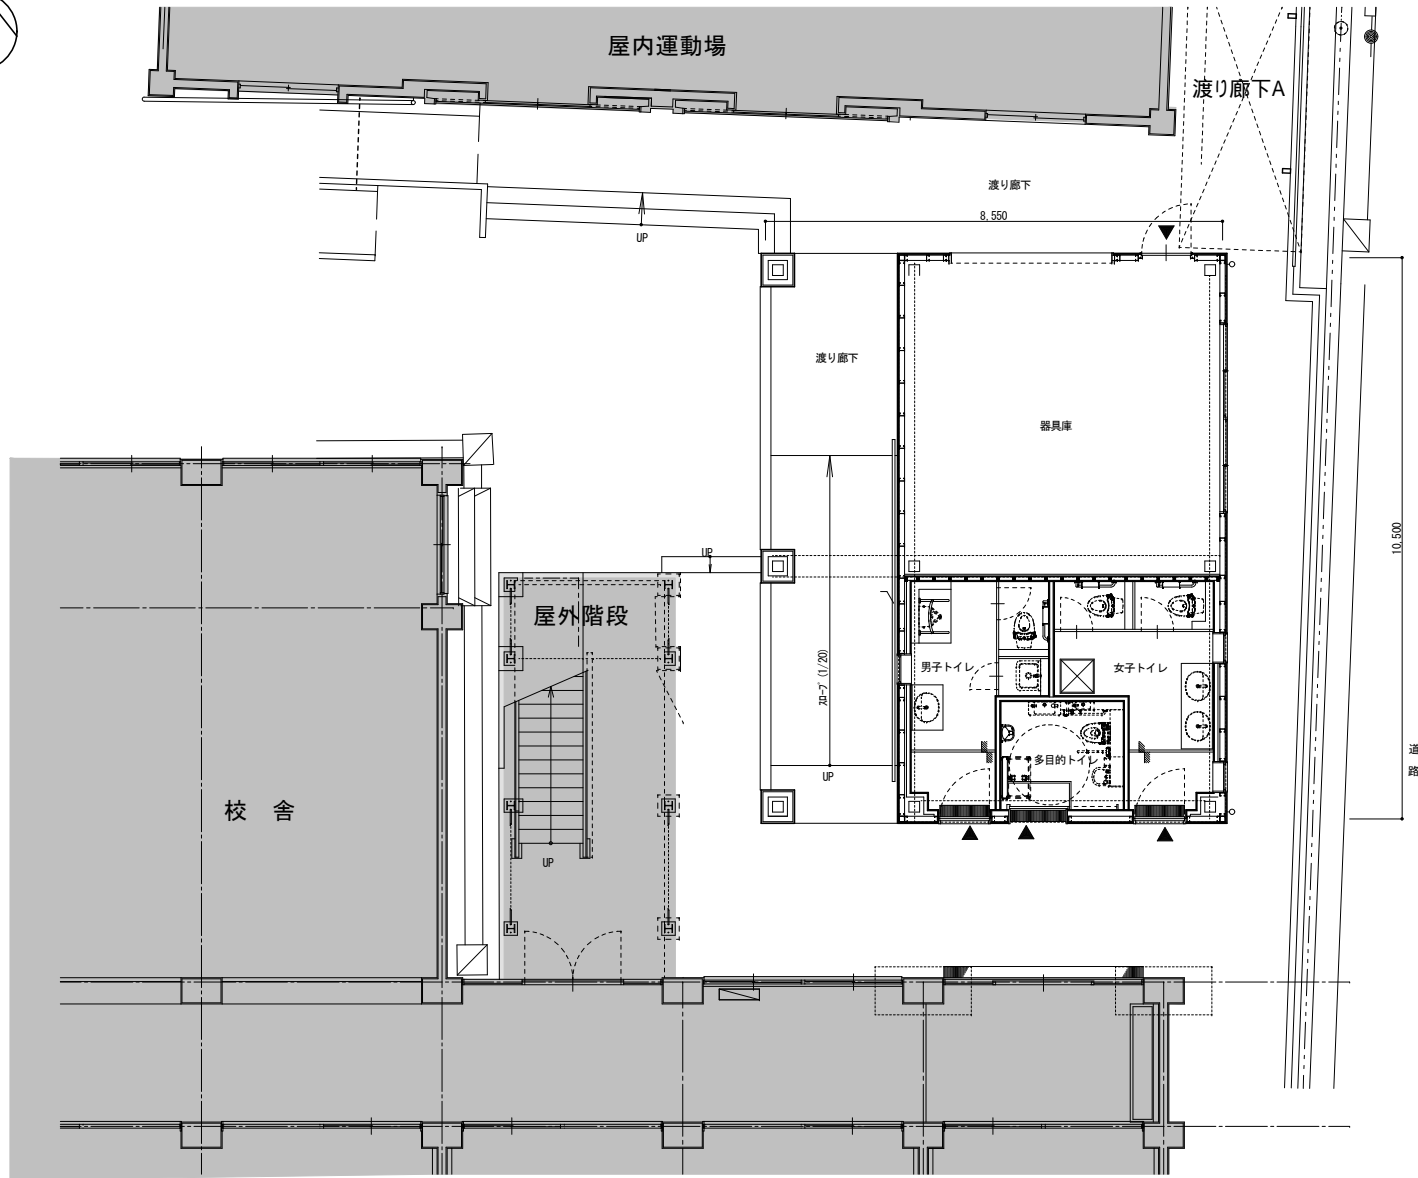 屋内運動場
渡り廊下A
渡り廊下
8,550
UP
渡り廊下
器具庫
10,500
UP
屋外階段
スロープ (1/20)
男子トイレ
女子トイレ
多目的トイレ
道路
UP
校 舎
UP